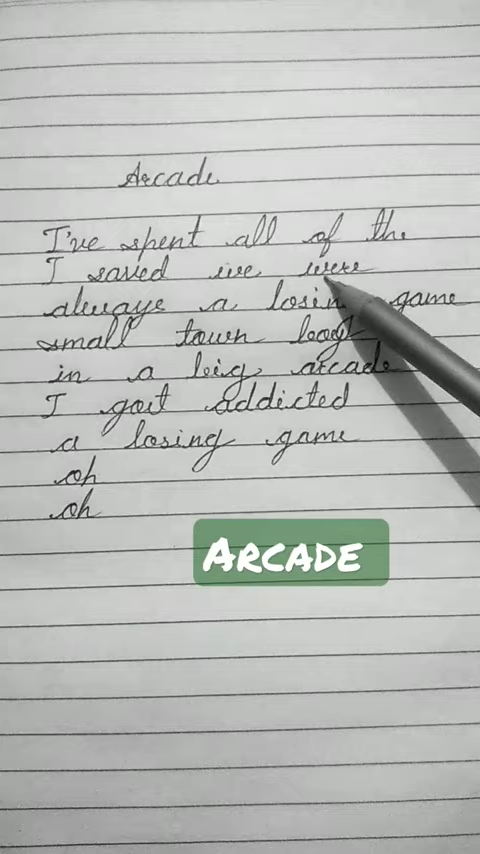 Arcade
I've spent all of the
I saved we were
always a losing game
small town boy
in a big arcade
I got addicted
a losing game
oh
oh
ARCADE